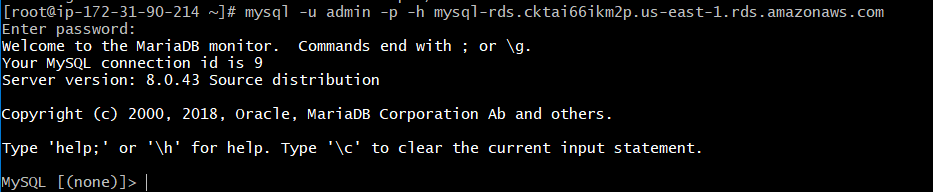 [root@ip-172-31-90-214 ~]# mysql -u admin -p -h mysql-rds.cktai66ikm2p.us-east-1.rds.amazonaws.com
Enter password:
Welcome to the MariaDB monitor.  Commands end with ; or \g.
Your MySQL connection id is 9
Server version: 8.0.43 Source distribution
Copyright (c) 2000, 2018, Oracle, MariaDB Corporation Ab and others.
Type 'help;' or '\h' for help. Type '\c' to clear the current input statement.
MySQL [(none)]>